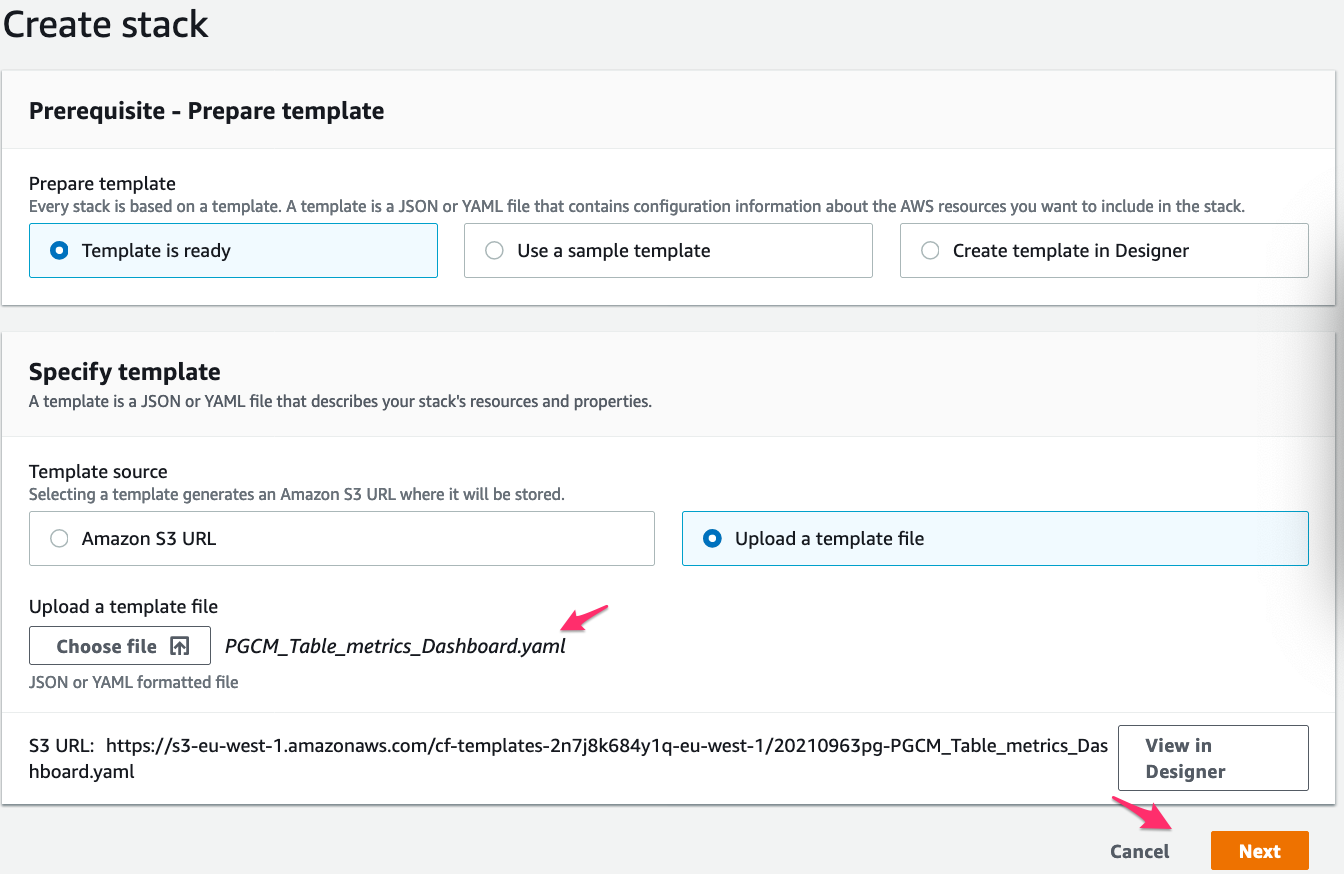 Create stack
Prerequisite - Prepare template
Prepare template
Every stack is based on a template. A template is a JSON or YAML file that contains configuration information about the AWS resources you want to include in the stack.
Template is ready
Use a sample template
Create template in Designer
Specify template
A template is a JSON or YAML file that describes your stack's resources and properties.
Template source
Selecting a template generates an Amazon S3 URL where it will be stored.
Amazon S3 URL
Upload a template file
Upload a template file
Choose file
PGCM_Table_metrics_Dashboard.yaml
JSON or YAML formatted file
S3 URL: https://s3-eu-west-1.amazonaws.com/cf-templates-2n7j8k684y1q-eu-west-1/20210963pg-PGCM_Table_metrics_Das
hboard.yaml
View in
Designer
Cancel
Next